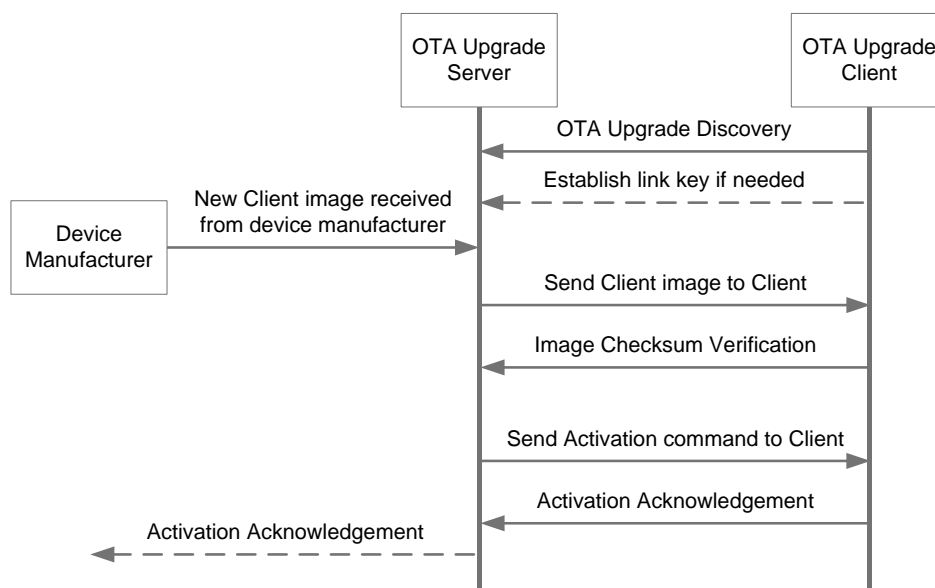 OTA Upgrade
Server
OTA Upgrade
Client
OTA Upgrade Discovery
Establish link key if needed
New Client image received
from device manufacturer
Device
Manufacturer
Send Client image to Client
Image Checksum Verification
Send Activation command to Client
Activation Acknowledgement
Activation Acknowledgement